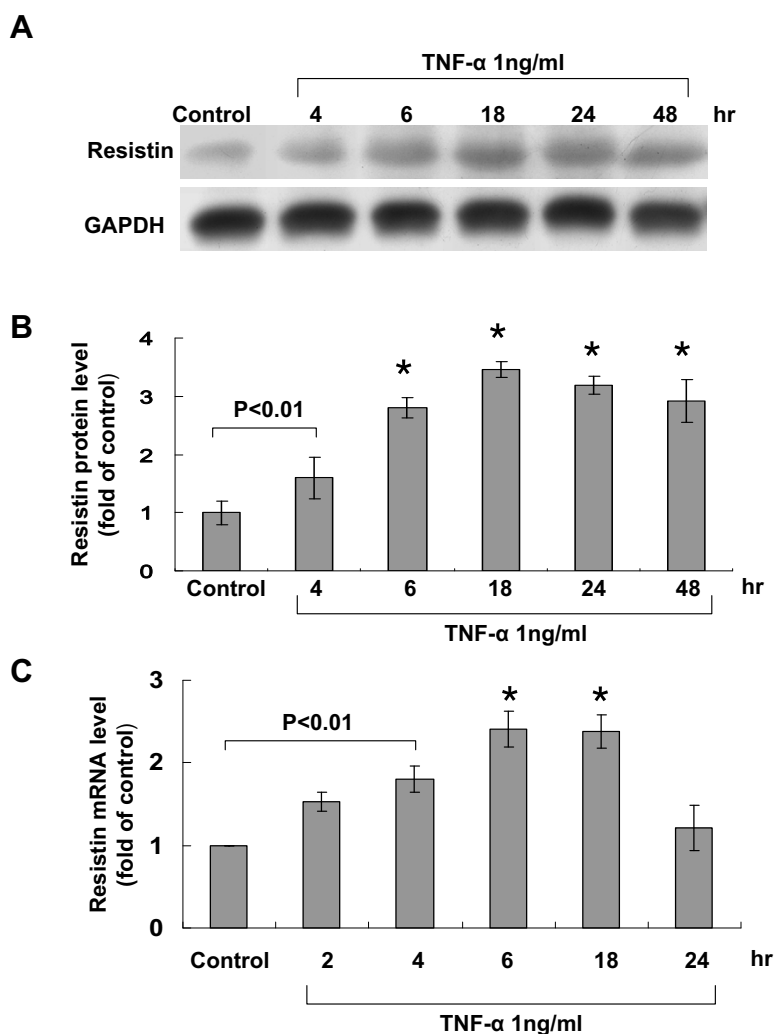 A
TNF-α 1ng/ml
Control 4 6 18 24 48 hr
Resistin
GAPDH
B
Resistin protein level
(fold of control)
4
3
2
1
0
P<0.01
* * * *
Control 4 6 18 24 48 hr
TNF-α 1ng/ml
C
Resistin mRNA level
(fold of control)
3
2
1
0
P<0.01
* *
Control 2 4 6 18 24 hr
TNF-α 1ng/ml